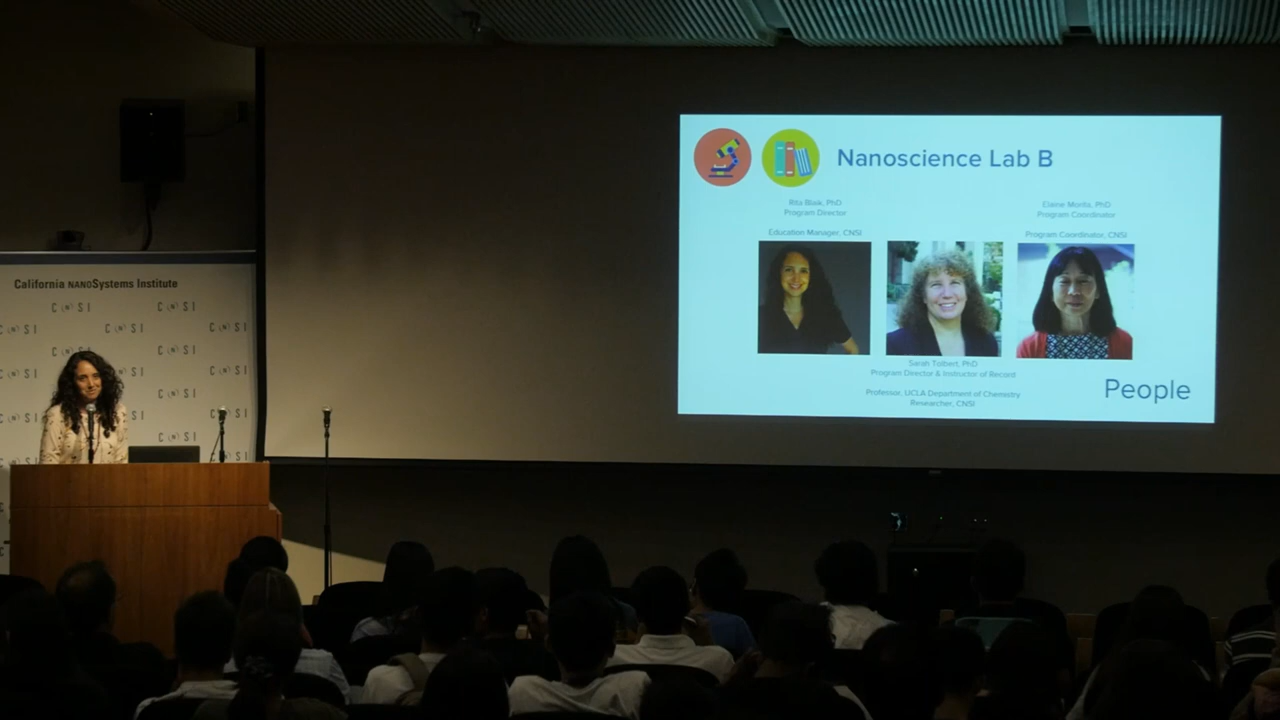 Nanoscience Lab B
Rita Blaik, PhD
Program Director
Education Manager, CNSI
Elaine Morita, PhD
Program Coordinator
Program Coordinator, CNSI
Sarah Tolbert, PhD
Program Director & Instructor of Record
Professor, UCLA Department of Chemistry
Researcher, CNSI
People
California NANOSystems Institute
C (N) S I
C (N) S I
C (N) S I
C (N) S I
C (N) S I
C (N) S I
C (N) S I
C (N) S I
C (N) S I
C (N) S I
C (N) S I
C (N) S I
C (N) S I